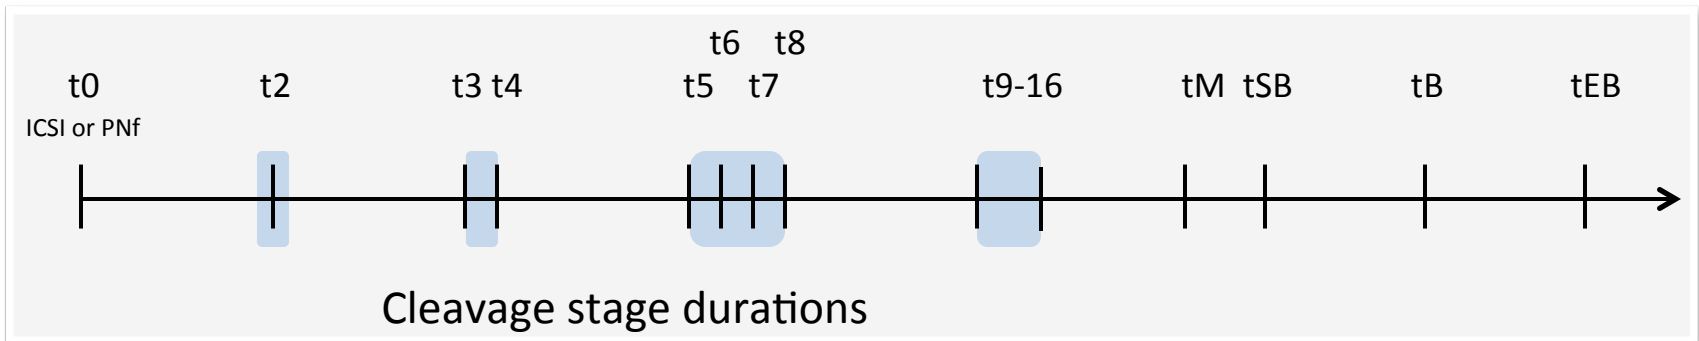 t6 t8
t0 t2 t3 t4 t5 t7 t9-16 tM tSB tB tEB
ICSI or PNf
Cleavage stage durations